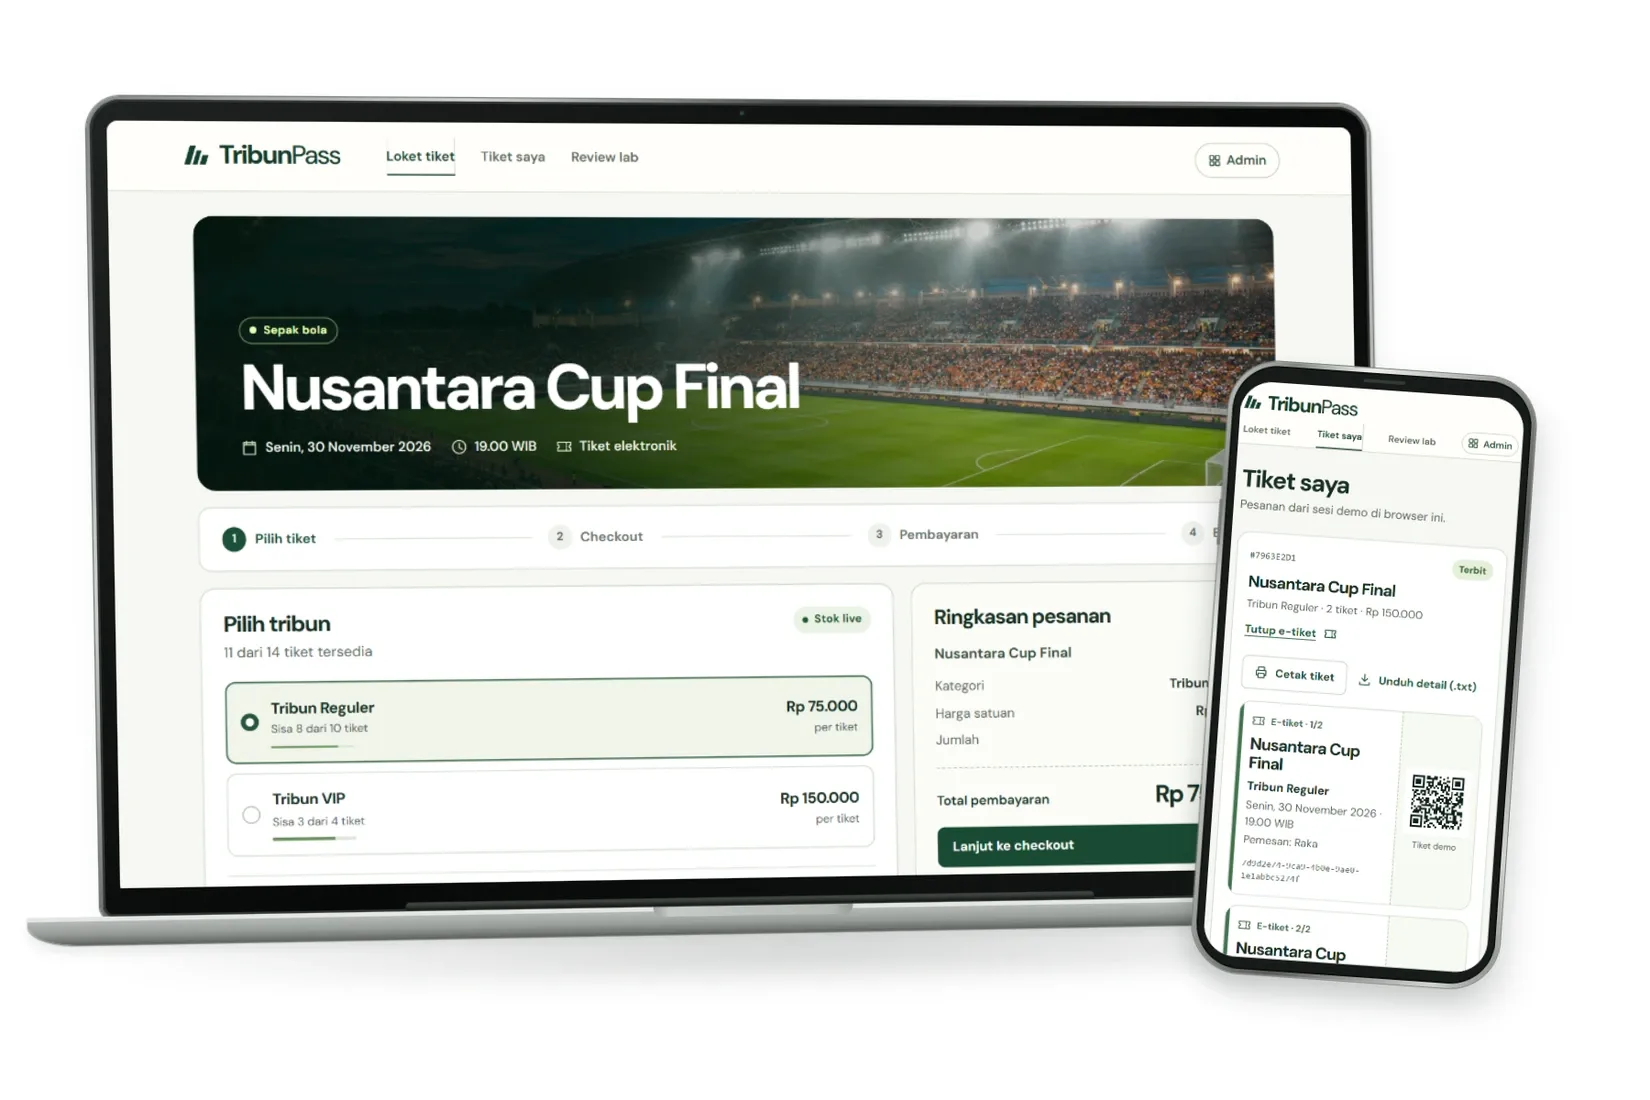 TribunPass
Loket tiket
Tiket saya
Review lab
Admin
Sepak bola
Nusantara Cup Final
Senin, 30 November 2026
19.00 WIB
Tiket elektronik
1 Pilih tiket
2 Checkout
3 Pembayaran
4
Pilih tribun
Stok live
11 dari 14 tiket tersedia
Tribun Reguler
Rp 75.000
Sisa 8 dari 10 tiket
per tiket
Tribun VIP
Rp 150.000
Sisa 3 dari 4 tiket
per tiket
Ringkasan pesanan
Nusantara Cup Final
Kategori
Tribun
Harga satuan
Rp
Jumlah
Total pembayaran
Rp 7
Lanjut ke checkout
TribunPass
Loket tiket
Tiket saya
Review lab
Admin
Tiket saya
Pesanan dari sesi demo di browser ini.
#7963E2D1
Terbit
Nusantara Cup Final
Tribun Reguler · 2 tiket · Rp 150.000
Tutup e-tiket
Cetak tiket
Unduh detail (.txt)
E-tiket · 1/2
Nusantara Cup
Final
Tribun Reguler
Senin, 30 November 2026 ·
19.00 WIB
Pemesan: Raka
Tiket demo
E-tiket · 2/2
Nusantara Cup